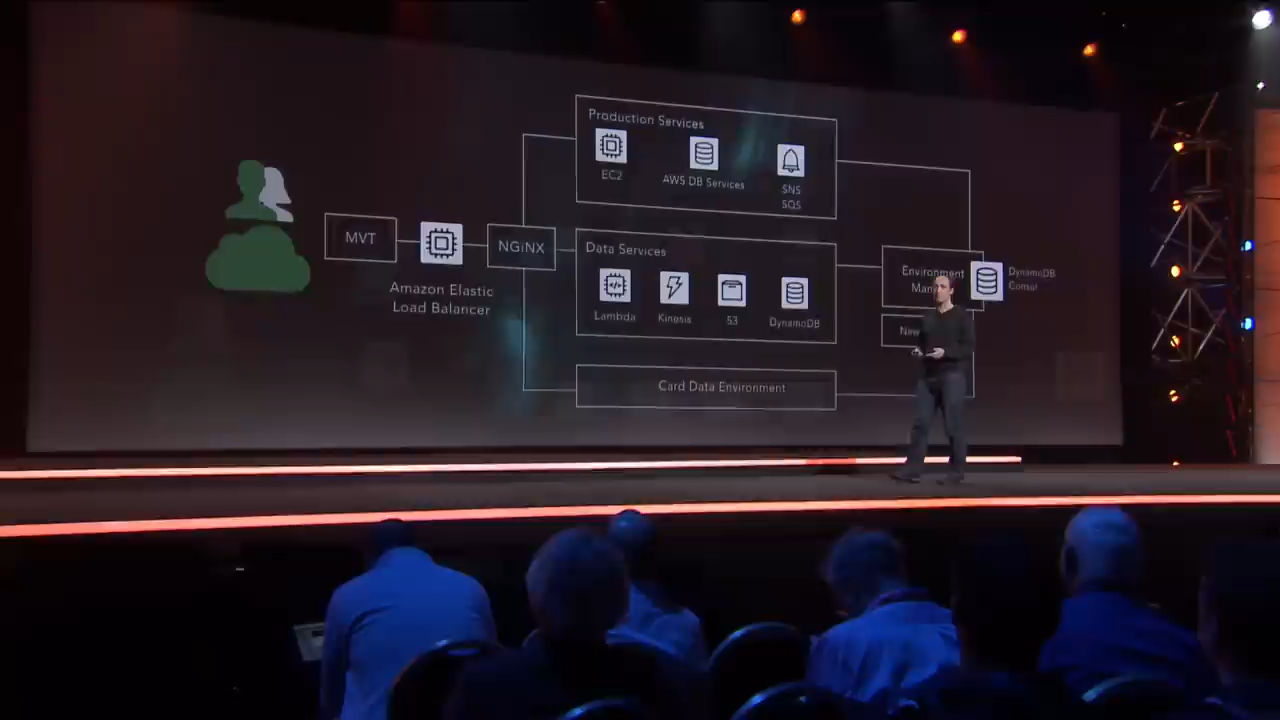 MVT
Amazon Elastic
Load Balancer
NGiNX
Production Services
EC2
AWS DB Services
SNS
SQS
Data Services
Lambda
Kinesis
S3
DynamoDB
Card Data Environment
Environment
DynamoDB
Consul
New